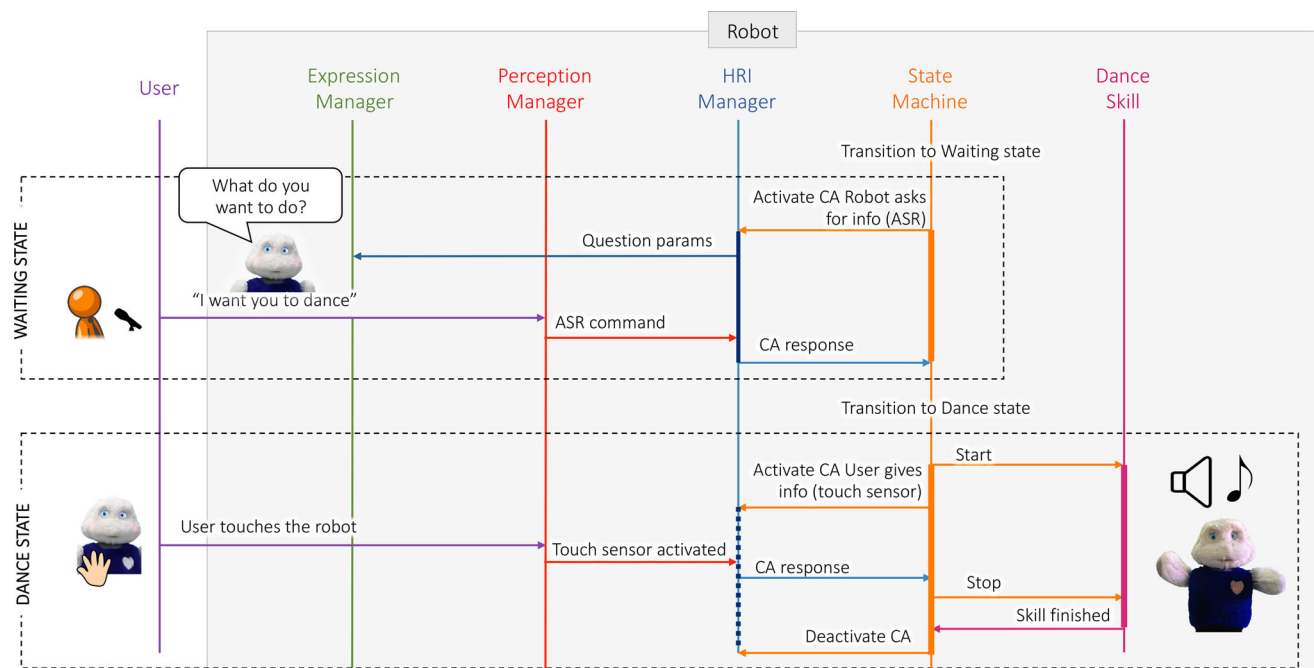 Robot
User
Expression
Manager
Perception
Manager
HRI
Manager
State
Machine
Dance
Skill
Transition to Waiting state
WAITING STATE
What do you
want to do?
Activate CA Robot asks
for info (ASR)
Question params
“I want you to dance”
ASR command
CA response
Transition to Dance state
DANCE STATE
Start
Activate CA User gives
info (touch sensor)
User touches the robot
Touch sensor activated
CA response
Stop
Skill finished
Deactivate CA